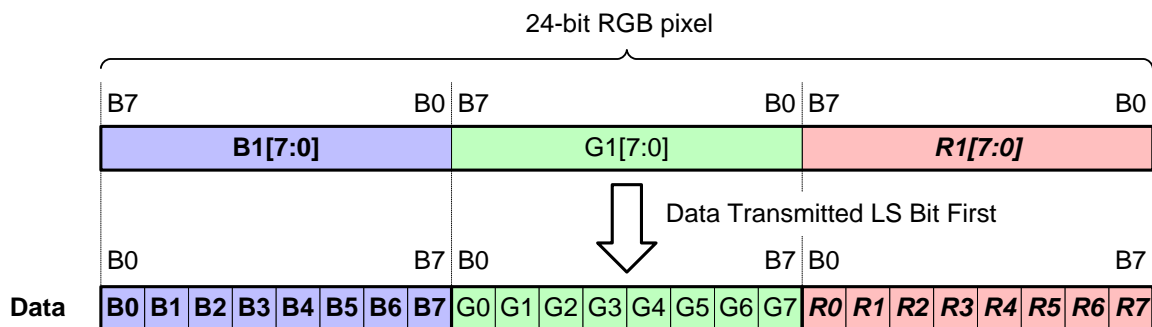 24-bit RGB pixel
B7 B0 B7 B0 B7 B0
B1[7:0] G1[7:0] R1[7:0]
Data Transmitted LS Bit First
B0 B7 B0 B7 B0 B7
Data B0 B1 B2 B3 B4 B5 B6 B7 G0 G1 G2 G3 G4 G5 G6 G7 R0 R1 R2 R3 R4 R5 R6 R7